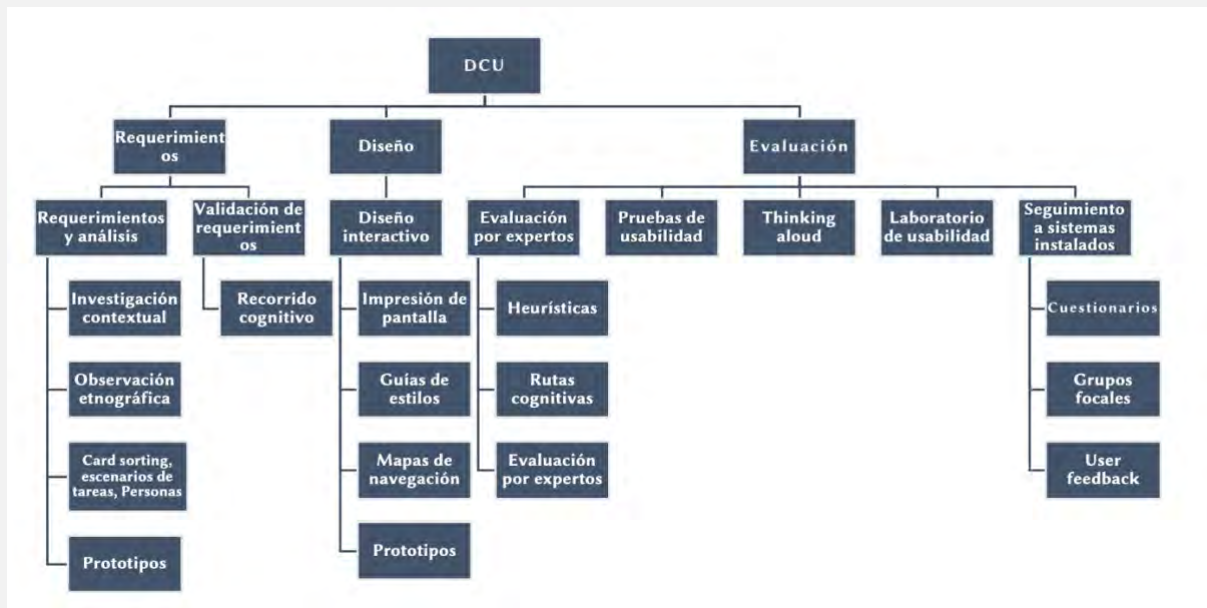 DCU
Requerimient
os
Diseño
Evaluación
Requerimientos
y análisis
Validación de
requerimient
os
Diseño
interactivo
Evaluación
por expertos
Pruebas de
usabilidad
Thinking
aloud
Laboratorio
de usabilidad
Seguimiento
a sistemas
instalados
Investigación
contextual
Recorrido
cognitivo
Impresión de
pantalla
Heurísticas
Cuestionarios
Observación
etnográfica
Guías de
estilos
Rutas
cognitivas
Grupos
focales
Card sorting,
escenarios de
tareas, Personas
Mapas de
navegación
Evaluación
por expertos
User
feedback
Prototipos
Prototipos